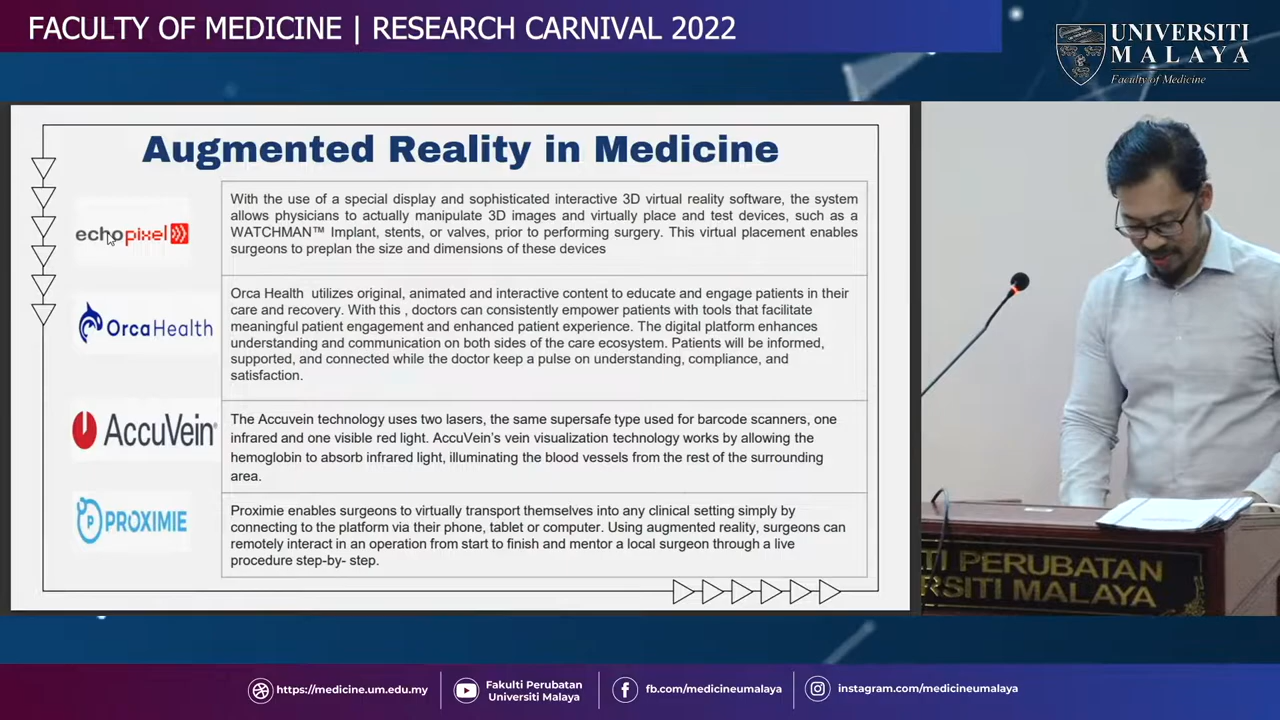 FACULTY OF MEDICINE | RESEARCH CARNIVAL 2022
UNIVERSITI
MALAYA
Faculty of Medicine
Augmented Reality in Medicine
echopixel
With the use of a special display and sophisticated interactive 3D virtual reality software, the system
allows physicians to actually manipulate 3D images and virtually place and test devices, such as a
WATCHMAN™ Implant, stents, or valves, prior to performing surgery. This virtual placement enables
surgeons to preplan the size and dimensions of these devices
OrcaHealth
Orca Health utilizes original, animated and interactive content to educate and engage patients in their
care and recovery. With this , doctors can consistently empower patients with tools that facilitate
meaningful patient engagement and enhanced patient experience. The digital platform enhances
understanding and communication on both sides of the care ecosystem. Patients will be informed,
supported, and connected while the doctor keep a pulse on understanding, compliance, and
satisfaction.
AccuVein
The Accuvein technology uses two lasers, the same supersafe type used for barcode scanners, one
infrared and one visible red light. AccuVein's vein visualization technology works by allowing the
hemoglobin to absorb infrared light, illuminating the blood vessels from the rest of the surrounding
area.
PROXIMIE
Proximie enables surgeons to virtually transport themselves into any clinical setting simply by
connecting to the platform via their phone, tablet or computer. Using augmented reality, surgeons can
remotely interact in an operation from start to finish and mentor a local surgeon through a live
procedure step-by- step.
TI PERUBATAN
RSITI MALAYA
https://medicine.um.edu.my
Fakulti Perubatan
Universiti Malaya
fb.com/medicineumalaya
instagram.com/medicineumalaya